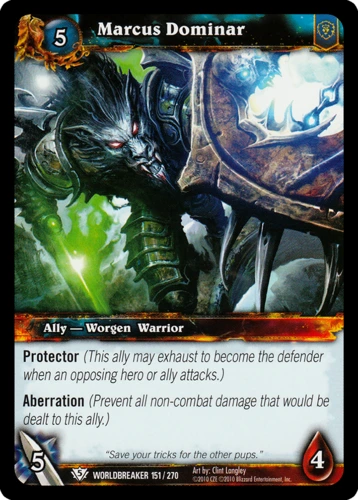 5
Marcus Dominar
Ally — Worgen Warrior
Protector (This ally may exhaust to become the defender
when an opposing hero or ally attacks.)
Aberration (Prevent all non-combat damage that would be
dealt to this ally.)
"Save your tricks for the other pups."
5
WORLDBREAKER 151/270
Art by: Clint Langley
©2010 CZE ©2010 Blizzard Entertainment, Inc.
4